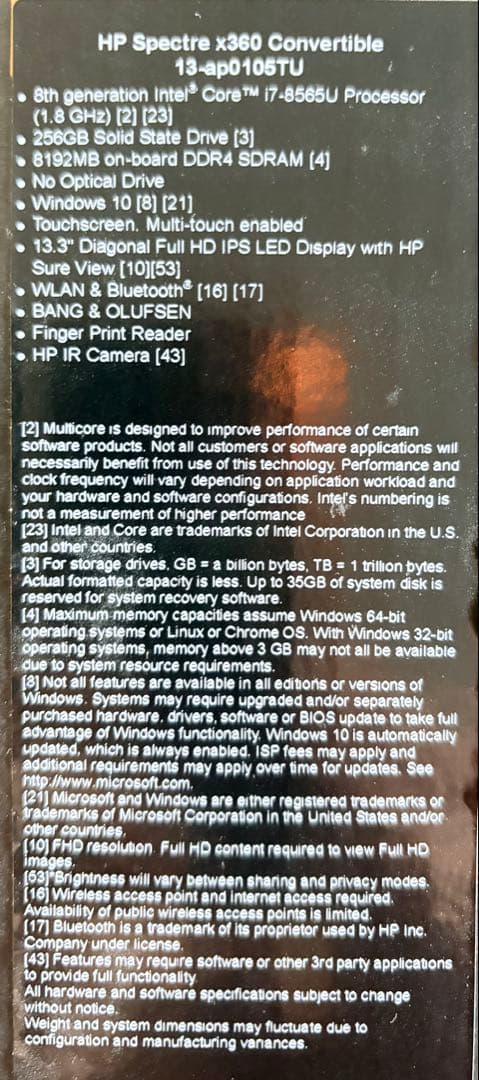 HP Spectre x360 Convertible
13-ap0105TU
• 8th generation Intel® Core™ i7-8565U Processor
(1.8 GHz) [2] [23]
• 256GB Solid State Drive [3]
• 8192MB on-board DDR4 SDRAM [4]
• No Optical Drive
• Windows 10 [8] [21]
• Touchscreen. Multi-touch enabled
• 13.3" Diagonal Full HD IPS LED Display with HP
Sure View [10][53]
• WLAN & Bluetooth® [16] [17]
• BANG & OLUFSEN
• Finger Print Reader
• HP IR Camera [43]
[2] Multicore is designed to improve performance of certain
software products. Not all customers or software applications will
necessarily benefit from use of this technology. Performance and
clock frequency will vary depending on application workload and
your hardware and software configurations. Intel's numbering is
not a measurement of higher performance
[23] Intel and Core are trademarks of Intel Corporation in the U.S.
and other countries.
[3] For storage drives, GB = a billion bytes, TB = 1 trillion bytes.
Actual formatted capacity is less. Up to 35GB of system disk is
reserved for system recovery software.
[4] Maximum memory capacities assume Windows 64-bit
operating systems or Linux or Chrome OS. With Windows 32-bit
operating systems, memory above 3 GB may not all be available
due to system resource requirements.
[8] Not all features are available in all editions or versions of
Windows. Systems may require upgraded and/or separately
purchased hardware, drivers, software or BIOS update to take full
advantage of Windows functionality. Windows 10 is automatically
updated, which is always enabled. ISP fees may apply and
additional requirements may apply over time for updates. See
http://www.microsoft.com.
[21] Microsoft and Windows are either registered trademarks or
trademarks of Microsoft Corporation in the United States and/or
other countries.
[10] FHD resolution. Full HD content required to view Full HD
images.
[53]"Brightness will vary between sharing and privacy modes.
[16] Wireless access point and internet access required.
Availability of public wireless access points is limited.
[17] Bluetooth is a trademark of its proprietor used by HP Inc.
Company under license.
[43] Features may require software or other 3rd party applications
to provide full functionality
All hardware and software specifications subject to change
without notice.
Weight and system dimensions may fluctuate due to
configuration and manufacturing variances.